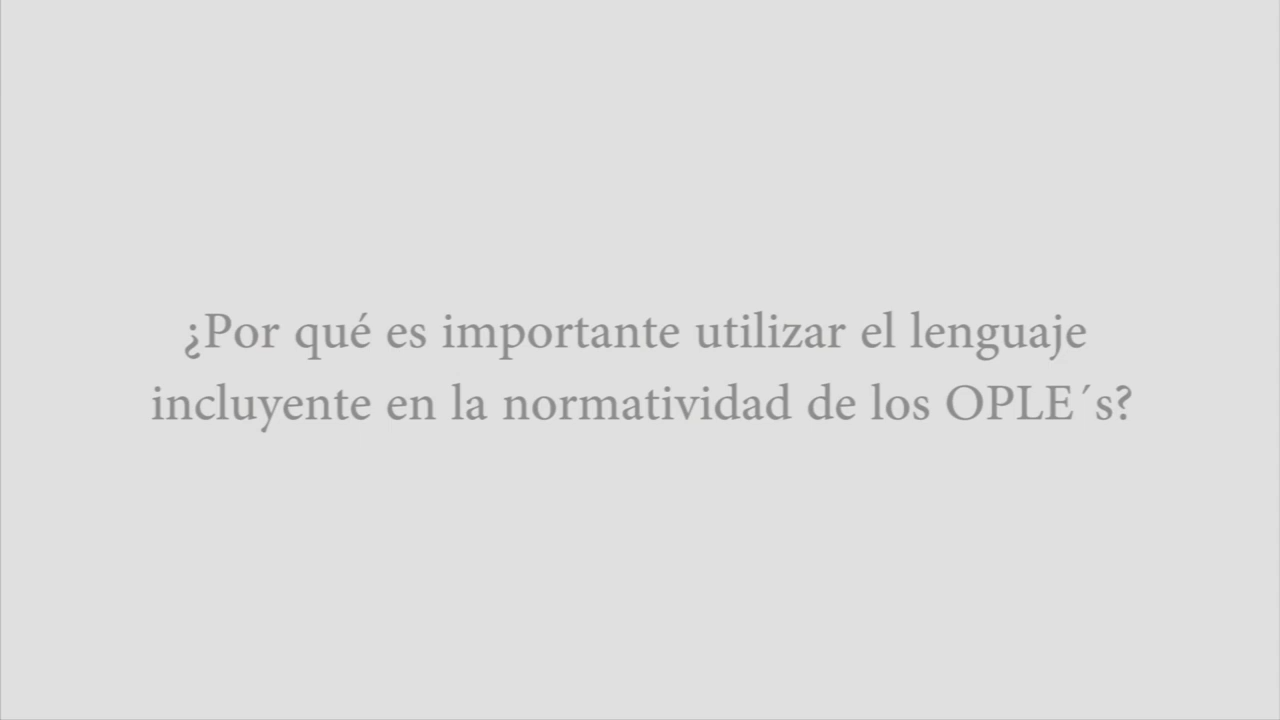 ¿Por qué es importante utilizar el lenguaje
incluyente en la normatividad de los OPLE´s?